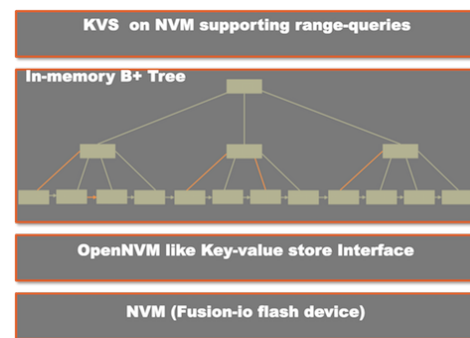 KVS on NVM supporting range-queries
In-memory B+ Tree
OpenNVM like Key-value store Interface
NVM (Fusion-io flash device)